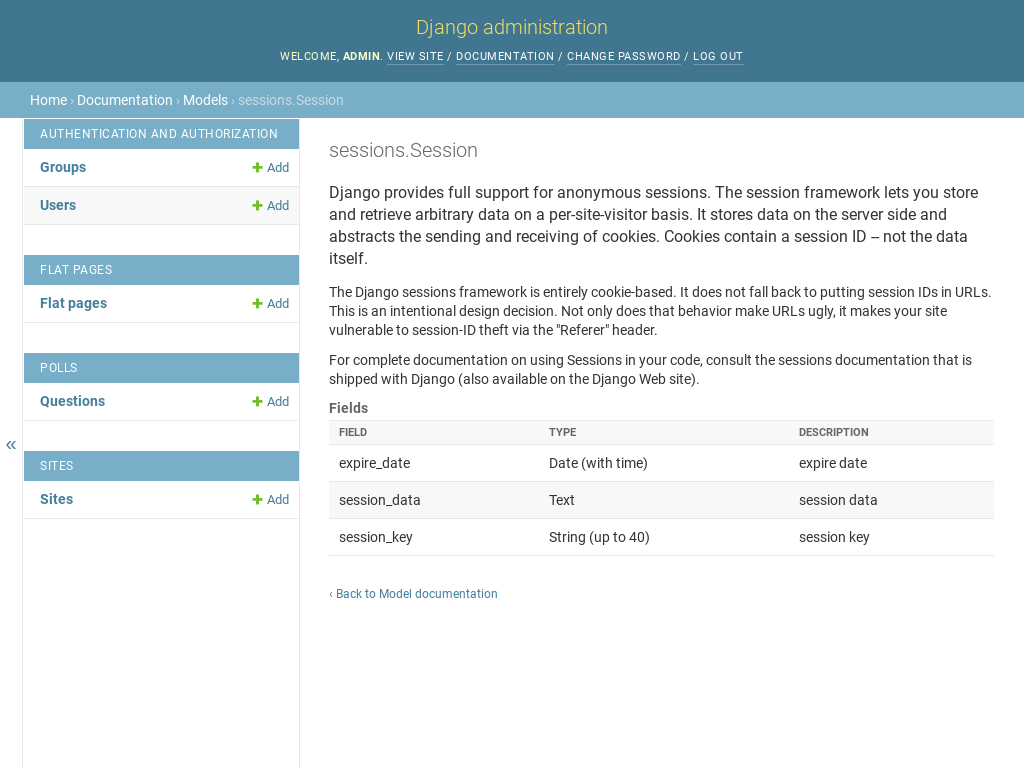 Django administration
WELCOME, ADMIN. VIEW SITE / DOCUMENTATION / CHANGE PASSWORD / LOG OUT
Home › Documentation › Models › sessions.Session
AUTHENTICATION AND AUTHORIZATION
Groups Add
Users Add
FLAT PAGES
Flat pages Add
POLLS
Questions Add
«
SITES
Sites Add
sessions.Session
Django provides full support for anonymous sessions. The session framework lets you store
and retrieve arbitrary data on a per-site-visitor basis. It stores data on the server side and
abstracts the sending and receiving of cookies. Cookies contain a session ID -- not the data
itself.
The Django sessions framework is entirely cookie-based. It does not fall back to putting session IDs in URLs.
This is an intentional design decision. Not only does that behavior make URLs ugly, it makes your site
vulnerable to session-ID theft via the "Referer" header.
For complete documentation on using Sessions in your code, consult the sessions documentation that is
shipped with Django (also available on the Django Web site).
Fields
FIELD TYPE DESCRIPTION
expire_date Date (with time) expire date
session_data Text session data
session_key String (up to 40) session key
‹ Back to Model documentation